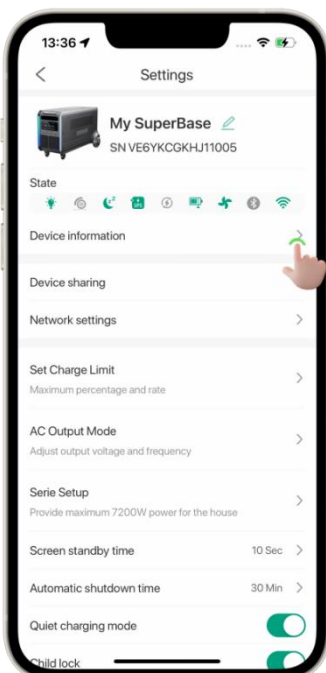 13:36
Settings
My SuperBase
SN VE6YKCGKHJ11005
State
Device information
Device sharing
Network settings
Set Charge Limit
Maximum percentage and rate
AC Output Mode
Adjust output voltage and frequency
Serie Setup
Provide maximum 7200W power for the house
Screen standby time 10 Sec
Automatic shutdown time 30 Min
Quiet charging mode
Child lock